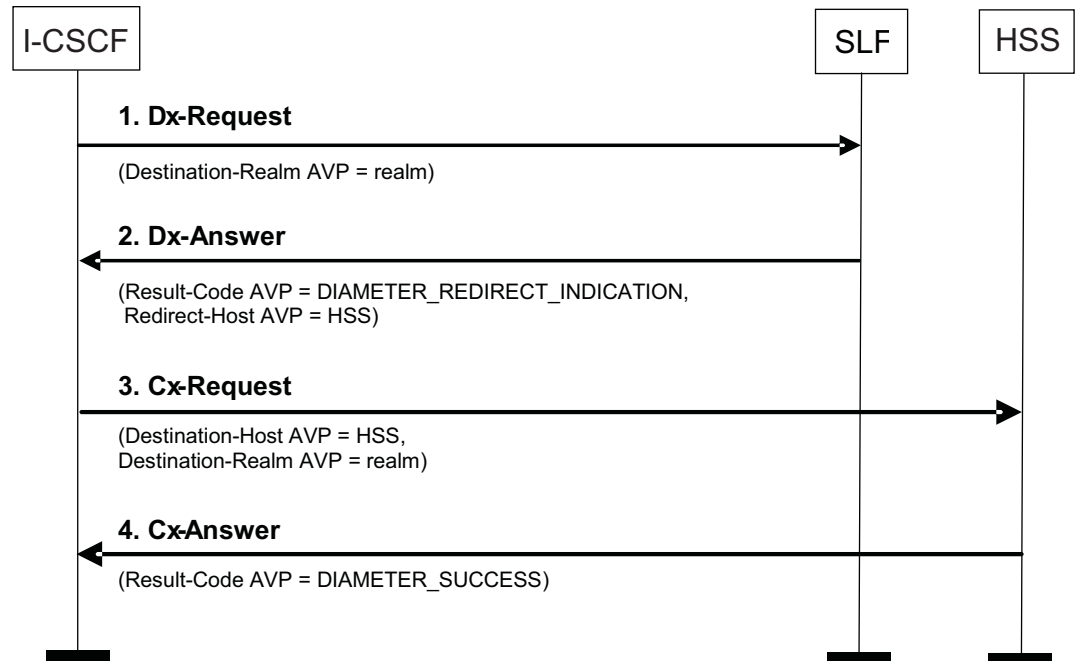 I-CSCF
SLF
HSS
1. Dx-Request
(Destination-Realm AVP = realm)
2. Dx-Answer
(Result-Code AVP = DIAMETER_REDIRECT_INDICATION,
Redirect-Host AVP = HSS)
3. Cx-Request
(Destination-Host AVP = HSS,
Destination-Realm AVP = realm)
4. Cx-Answer
(Result-Code AVP = DIAMETER_SUCCESS)